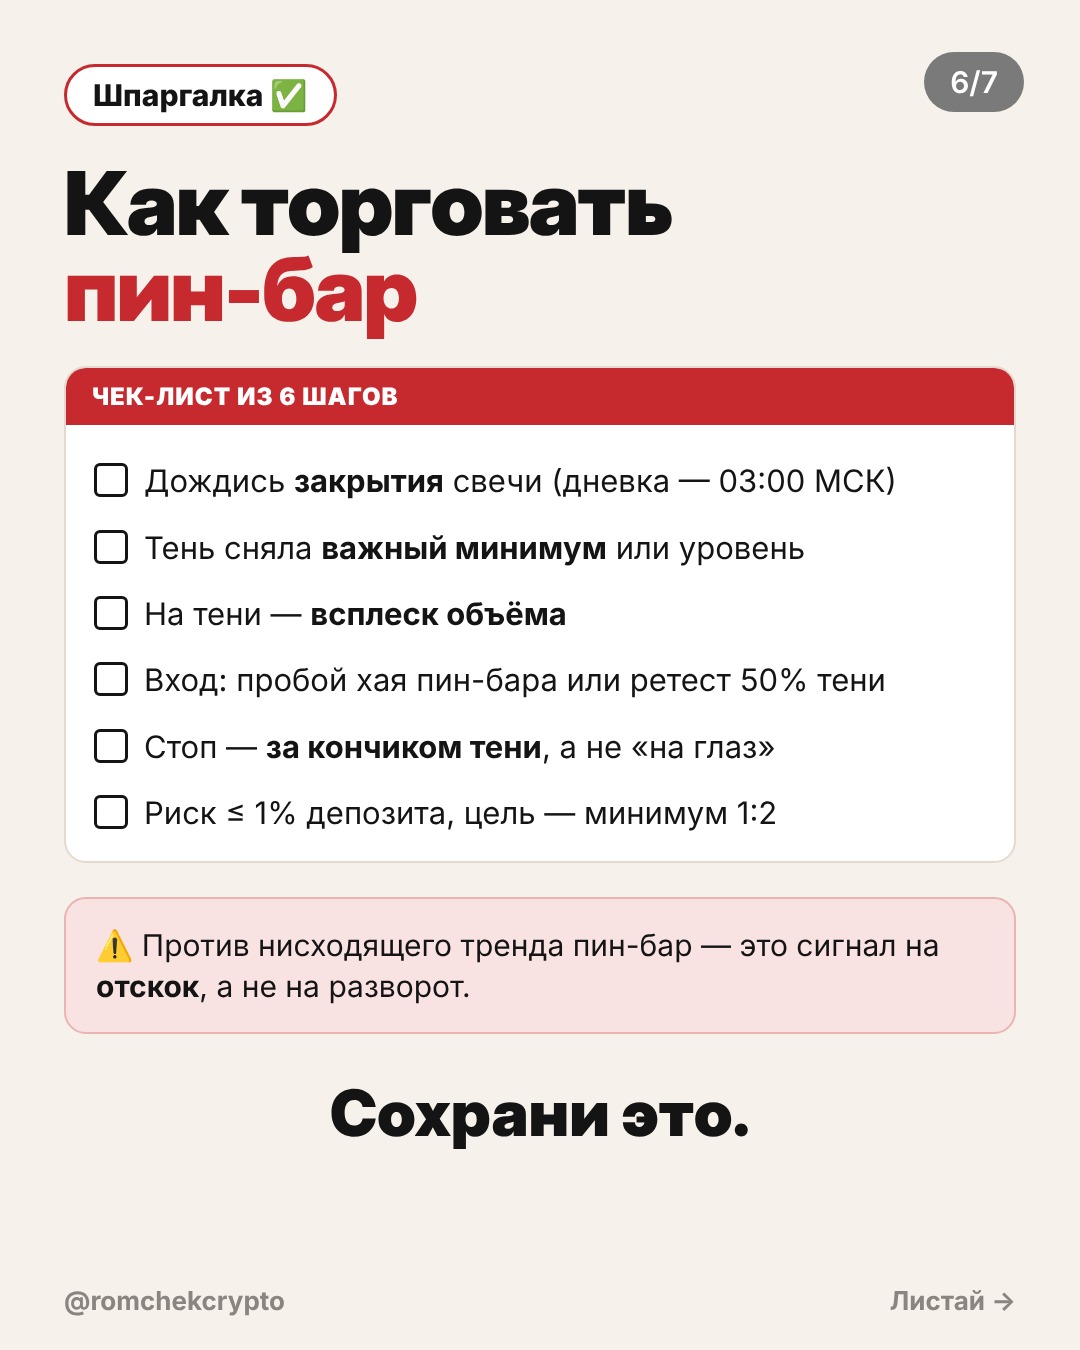 Шпаргалка ✅
6/7
Как торговать
пин-бар
ЧЕК-ЛИСТ ИЗ 6 ШАГОВ
Дождись закрытия свечи (дневка — 03:00 МСК)
Тень сняла важный минимум или уровень
На тени — всплеск объёма
Вход: пробой хая пин-бара или ретест 50% тени
Стоп — за кончиком тени, а не «на глаз»
Риск ≤ 1% депозита, цель — минимум 1:2
⚠️ Против нисходящего тренда пин-бар — это сигнал на
отскок, а не на разворот.
Сохрани это.
@romchekcrypto
Листай →